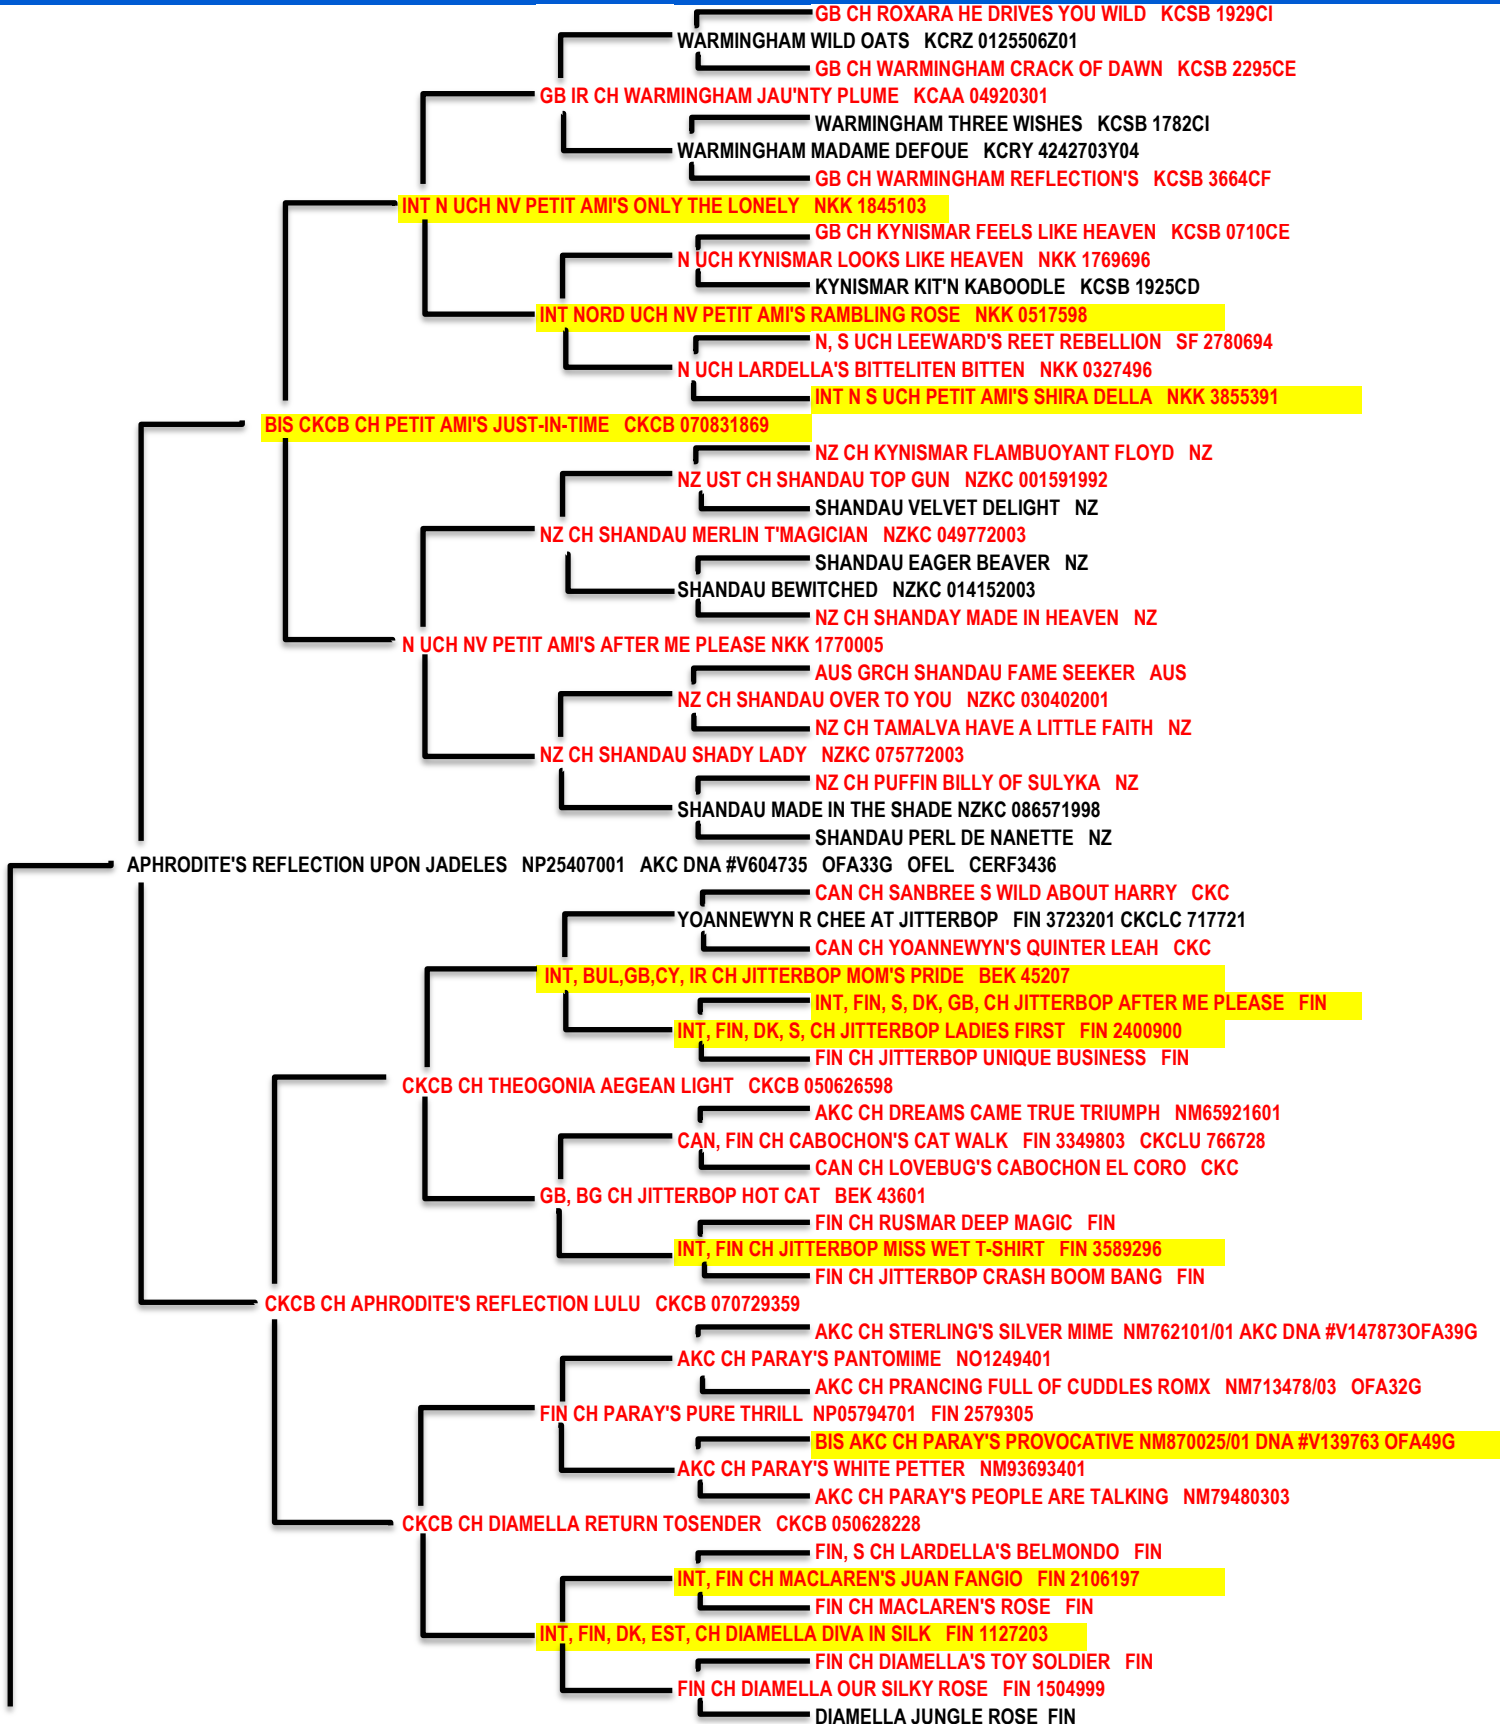 GB CH ROXARA HE DRIVES YOU WILD KCSB 1929CI
WARMINGHAM WILD OATS KCRZ 0125506Z01
GB CH WARMINGHAM CRACK OF DAWN KCSB 2295CE
GB IR CH WARMINGHAM JAU'NTY PLUME KCAA 04920301
WARMINGHAM THREE WISHES KCSB 1782CI
WARMINGHAM MADAME DEFOUE KCRY 4242703Y04
GB CH WARMINGHAM REFLECTION'S KCSB 3664CF
INT N UCH NV PETIT AMI'S ONLY THE LONELY NKK 1845103
GB CH KYNISMAR FEELS LIKE HEAVEN KCSB 0710CE
N UCH KYNISMAR LOOKS LIKE HEAVEN NKK 1769696
KYNISMAR KIT'N KABOODLE KCSB 1925CD
INT NORD UCH NV PETIT AMI'S RAMBLING ROSE NKK 0517598
N, S UCH LEEWARD'S REET REBELLION SF 2780694
N UCH LARDELLA'S BITTELITEN BITTEN NKK 0327496
INT N S UCH PETIT AMI'S SHIRA DELLA NKK 3855391
BIS CKCB CH PETIT AMI'S JUST-IN-TIME CKCB 070831869
NZ CH KYNISMAR FLAMBUOYANT FLOYD NZ
NZ UST CH SHANDAU TOP GUN NZKC 001591992
SHANDAU VELVET DELIGHT NZ
NZ CH SHANDAU MERLIN T'MAGICIAN NZKC 049772003
SHANDAU EAGER BEAVER NZ
SHANDAU BEWITCHED NZKC 014152003
NZ CH SHANDAY MADE IN HEAVEN NZ
N UCH NV PETIT AMI'S AFTER ME PLEASE NKK 1770005
AUS GRCH SHANDAU FAME SEEKER AUS
NZ CH SHANDAU OVER TO YOU NZKC 030402001
NZ CH TAMALVA HAVE A LITTLE FAITH NZ
NZ CH SHANDAU SHADY LADY NZKC 075772003
NZ CH PUFFIN BILLY OF SULYKA NZ
SHANDAU MADE IN THE SHADE NZKC 086571998
SHANDAU PERL DE NANETTE NZ
APHRODITE'S REFLECTION UPON JADELES NP25407001 AKC DNA #V604735 OFA33G OFEL CERF3436
CAN CH SANBREE S WILD ABOUT HARRY CKC
YOANNEWYN R CHEE AT JITTERBOP FIN 3723201 CKCLC 717721
CAN CH YOANNEWYN'S QUINTER LEAH CKC
INT, BUL,GB,CY, IR CH JITTERBOP MOM'S PRIDE BEK 45207
INT, FIN, S, DK, GB, CH JITTERBOP AFTER ME PLEASE FIN
INT, FIN, DK, S, CH JITTERBOP LADIES FIRST FIN 2400900
FIN CH JITTERBOP UNIQUE BUSINESS FIN
CKCB CH THEOGONIA AEGEAN LIGHT CKCB 050626598
AKC CH DREAMS CAME TRUE TRIUMPH NM65921601
CAN, FIN CH CABOCHON'S CAT WALK FIN 3349803 CKCLU 766728
CAN CH LOVEBUG'S CABOCHON EL CORO CKC
GB, BG CH JITTERBOP HOT CAT BEK 43601
FIN CH RUSMAR DEEP MAGIC FIN
INT, FIN CH JITTERBOP MISS WET T-SHIRT FIN 3589296
FIN CH JITTERBOP CRASH BOOM BANG FIN
CKCB CH APHRODITE'S REFLECTION LULU CKCB 070729359
AKC CH STERLING'S SILVER MIME NM762101/01 AKC DNA #V147873OFA39G
AKC CH PARAY'S PANTOMIME NO1249401
AKC CH PRANCING FULL OF CUDDLES ROMX NM713478/03 OFA32G
FIN CH PARAY'S PURE THRILL NP05794701 FIN 2579305
BIS AKC CH PARAY'S PROVOCATIVE NM870025/01 DNA #V139763 OFA49G
AKC CH PARAY'S WHITE PETTER NM93693401
AKC CH PARAY'S PEOPLE ARE TALKING NM79480303
CKCB CH DIAMELLA RETURN TOSENDER CKCB 050628228
FIN, S CH LARDELLA'S BELMONDO FIN
INT, FIN CH MACLAREN'S JUAN FANGIO FIN 2106197
FIN CH MACLAREN'S ROSE FIN
INT, FIN, DK, EST, CH DIAMELLA DIVA IN SILK FIN 1127203
FIN CH DIAMELLA'S TOY SOLDIER FIN
FIN CH DIAMELLA OUR SILKY ROSE FIN 1504999
DIAMELLA JUNGLE ROSE FIN